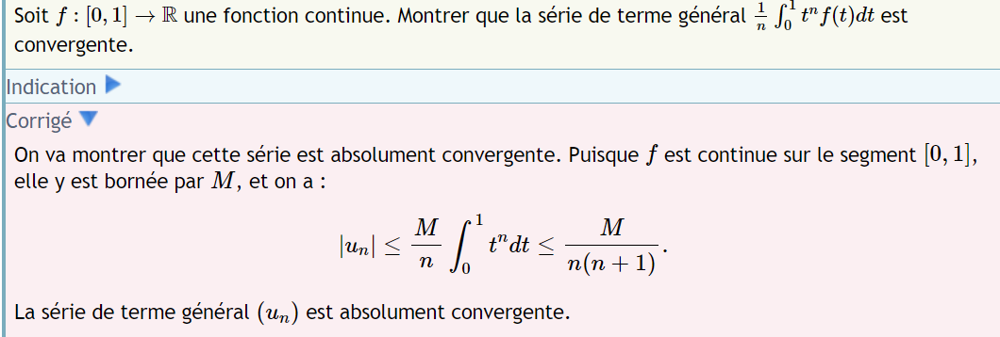 Soit $f : [0, 1] \to \mathbb{R}$ une fonction continue. Montrer que la série de terme général $\frac{1}{n} \int_0^1 t^n f(t)dt$ est
convergente.
Indication
Corrigé
On va montrer que cette série est absolument convergente. Puisque $f$ est continue sur le segment $[0, 1]$,
elle y est bornée par $M$, et on a :
$|u_n| \leq \frac{M}{n} \int_0^1 t^n dt \leq \frac{M}{n(n+1)}.$
La série de terme général $(u_n)$ est absolument convergente.